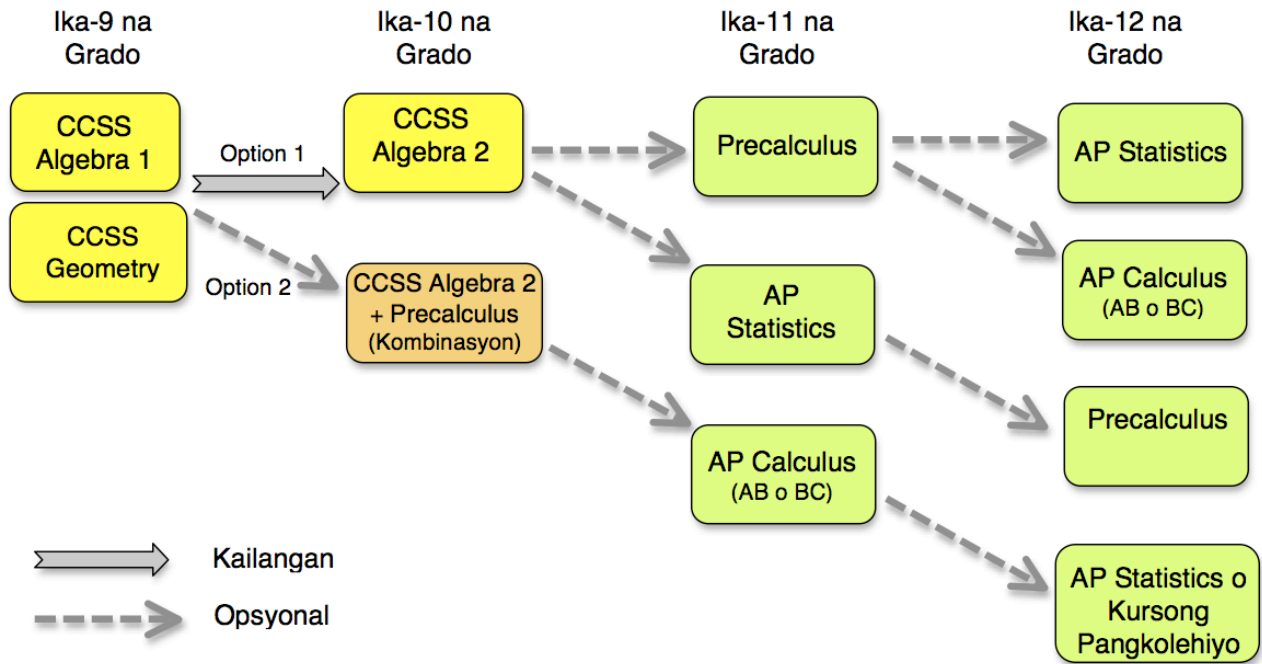 Ika-9 na
Grado
Ika-10 na
Grado
Ika-11 na
Grado
Ika-12 na
Grado
CCSS
Algebra 1
CCSS
Geometry
Option 1
Option 2
CCSS
Algebra 2
CCSS Algebra 2
+ Precalculus
(Kombinasyon)
Precalculus
AP
Statistics
AP Calculus
(AB o BC)
AP Statistics
AP Calculus
(AB o BC)
Precalculus
AP Statistics o
Kursong
Pangkolehiyo
Kailangan
Opsyonal